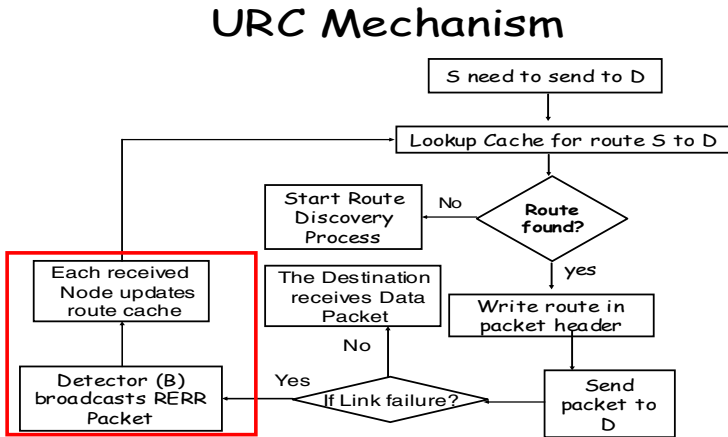 URC Mechanism
S need to send to D
Lookup Cache for route S to D
Route
found?
No
Start Route
Discovery
Process
yes
Write route in
packet header
Send
packet to
D
If Link failure?
No
The Destination
receives Data
Packet
Yes
Detector (B)
broadcasts RERR
Packet
Each received
Node updates
route cache